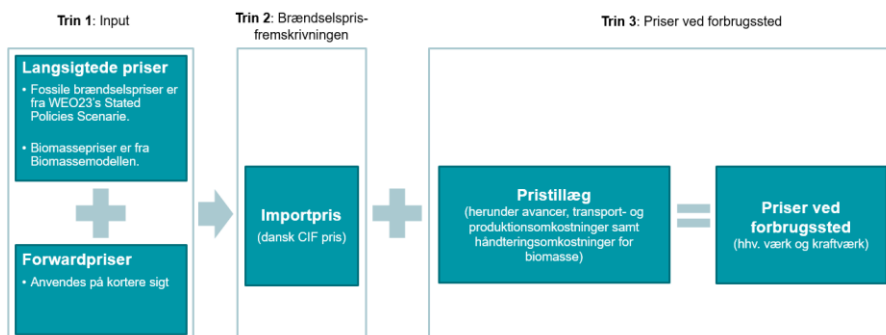 Trin 1: Input
Trin 2: Brændselspris-
fremskrivningen
Trin 3: Priser ved forbrugssted
Langsigtede priser
• Fossile brændselspriser er
fra WEO23's Stated
Policies Scenarie.
• Biomassepriser er fra
Biomassemodellen.
Forwardpriser
• Anvendes på kortere sigt
Importpris
(dansk CIF pris)
Pristillæg
(herunder avancer, transport- og
produktionsomkostninger samt
håndteringsomkostninger for
biomasse)
Priser ved
forbrugssted
(hhv. værk og kraftværk)